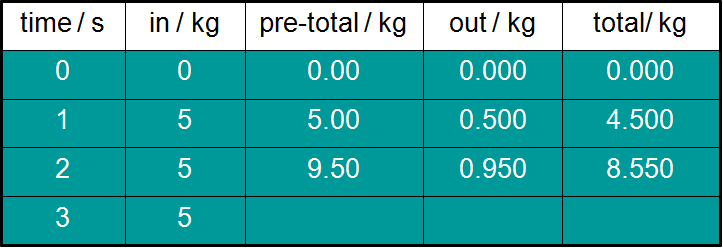 time / s in / kg pre-total / kg out / kg total/ kg
0 0 0.00 0.000 0.000
1 5 5.00 0.500 4.500
2 5 9.50 0.950 8.550
3 5